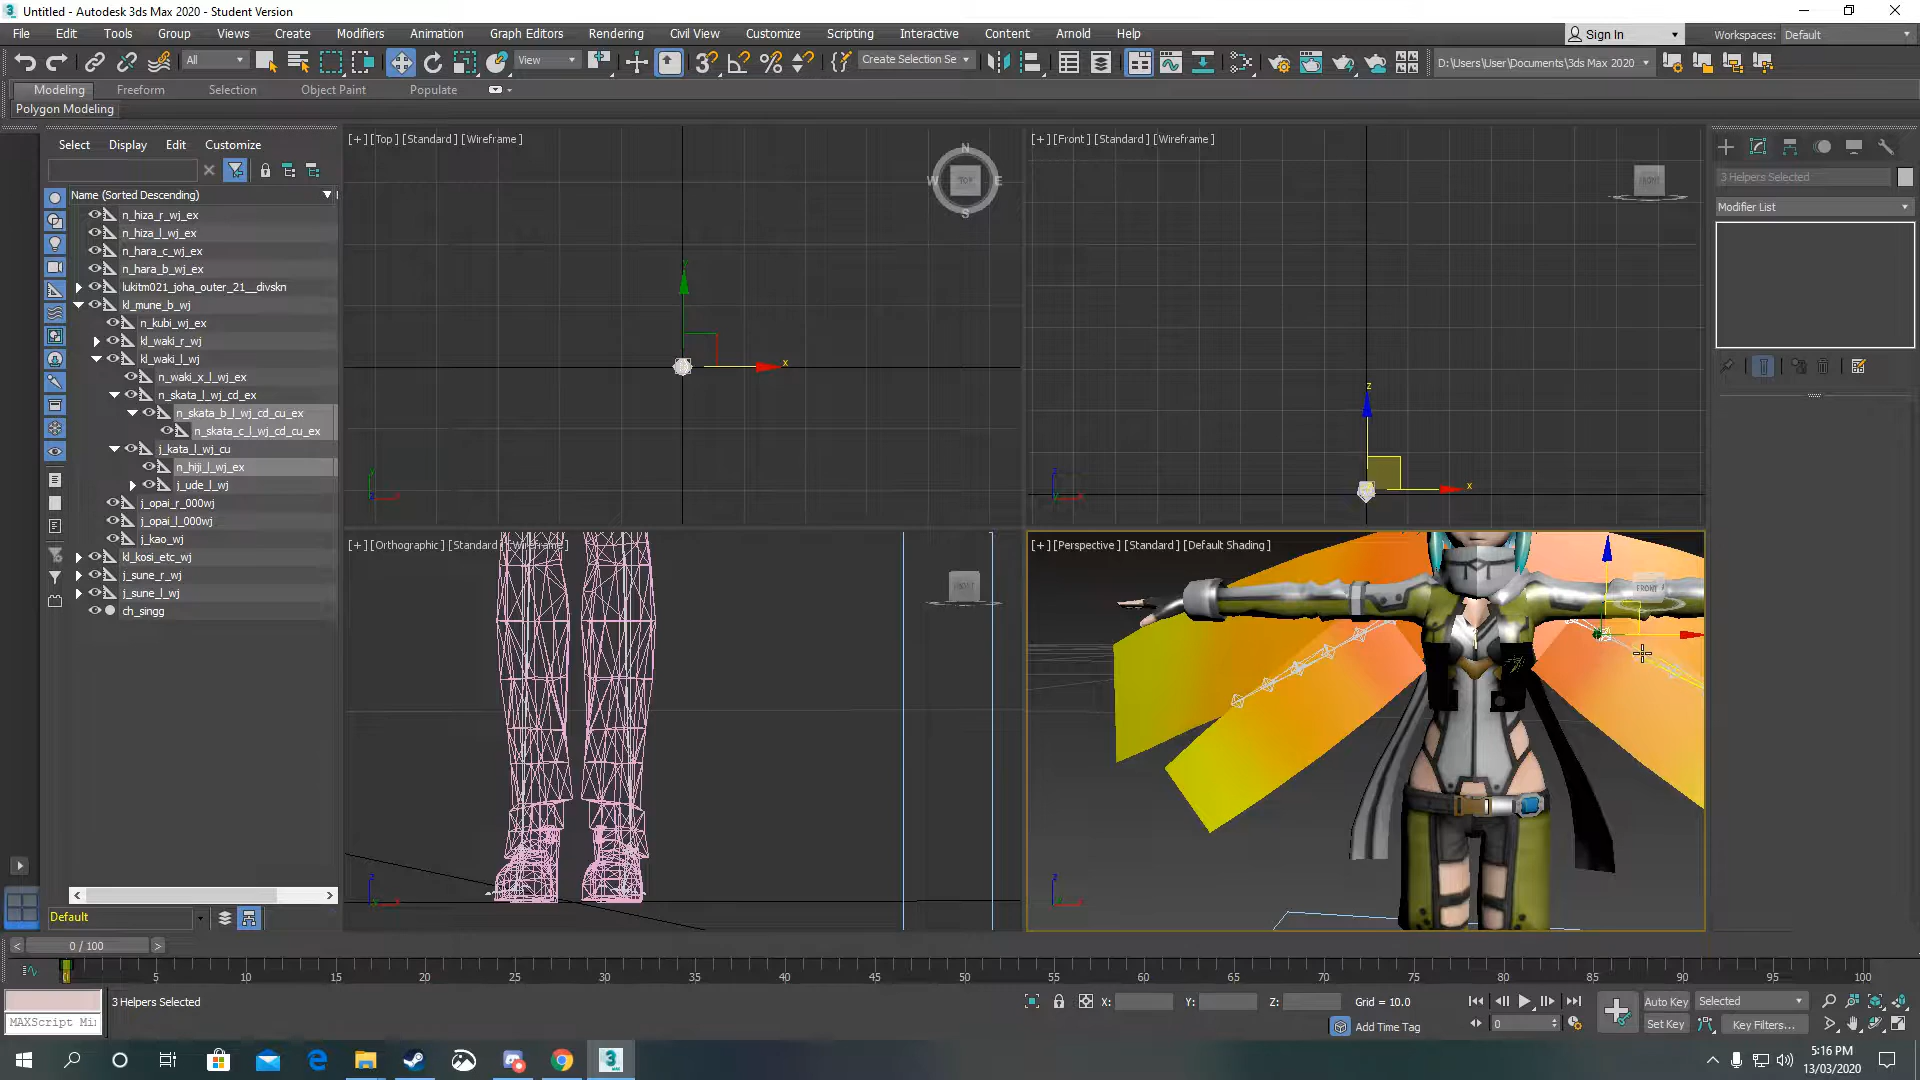 Untitled - Autodesk 3ds Max 2020 - Student Version
File Edit Tools Group Views Create Modifiers Animation Graph Editors Rendering Civil View Customize Scripting Interactive Content Arnold Help
Sign In
Workspaces: Default
All
View
Create Selection Se
D:\Users\User\Documents\3ds Max 2020
Modeling Freeform Selection Object Paint Populate
Polygon Modeling
Select Display Edit Customize
Name (Sorted Descending)
n_hiza_r_wj_ex
n_hiza_l_wj_ex
n_hara_c_wj_ex
n_hara_b_wj_ex
lukitm021_joha_outer_21__divskn
kl_mune_b_wj
n_kubi_wj_ex
kl_waki_r_wj
kl_waki_l_wj
n_waki_x_l_wj_ex
n_skata_l_wj_cd_ex
n_skata_b_l_wj_cd_cu_ex
n_skata_c_l_wj_cd_cu_ex
j_kata_l_wj_cu
n_hiji_l_wj_ex
j_ude_l_wj
j_opai_r_000wj
j_opai_l_000wj
j_kao_wj
kl_kosi_etc_wj
j_sune_r_wj
j_sune_l_wj
ch_singg
Default
[+] [Top] [Standard] [Wireframe]
N
W TOP E
S
x
[+] [Front] [Standard] [Wireframe]
FRONT
z
x
[+] [Orthographic] [Standard] [Wireframe]
FRONT
[+] [Perspective] [Standard] [Default Shading]
FRONT
3 Helpers Selected
Modifier List
0 / 100
0 5 10 15 20 25 30 35 40 45 50 55 60 65 70 75 80 85 90 95 100
MAXScript Mi
3 Helpers Selected
X: Y: Z: Grid = 10.0
Add Time Tag
0
Auto Key Selected
Set Key Key Filters...
5:16 PM
13/03/2020